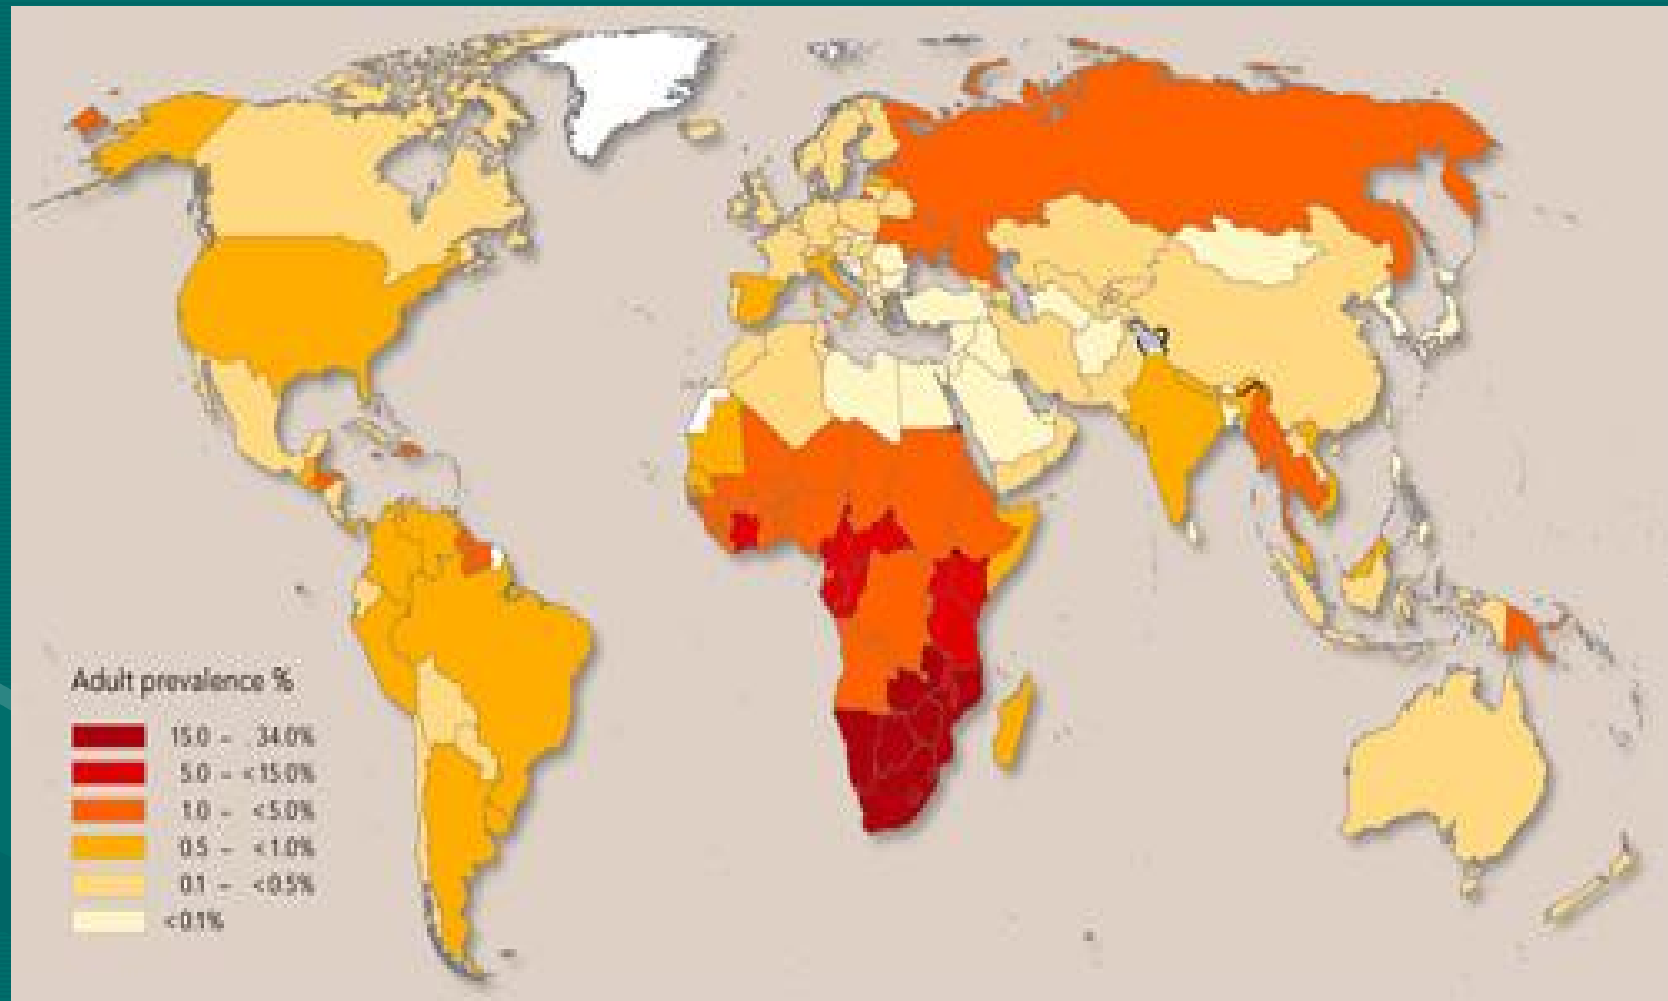 Adult prevalence %
15.0 – 34.0%
5.0 – <15.0%
1.0 – <5.0%
0.5 – <1.0%
0.1 – <0.5%
<0.1%